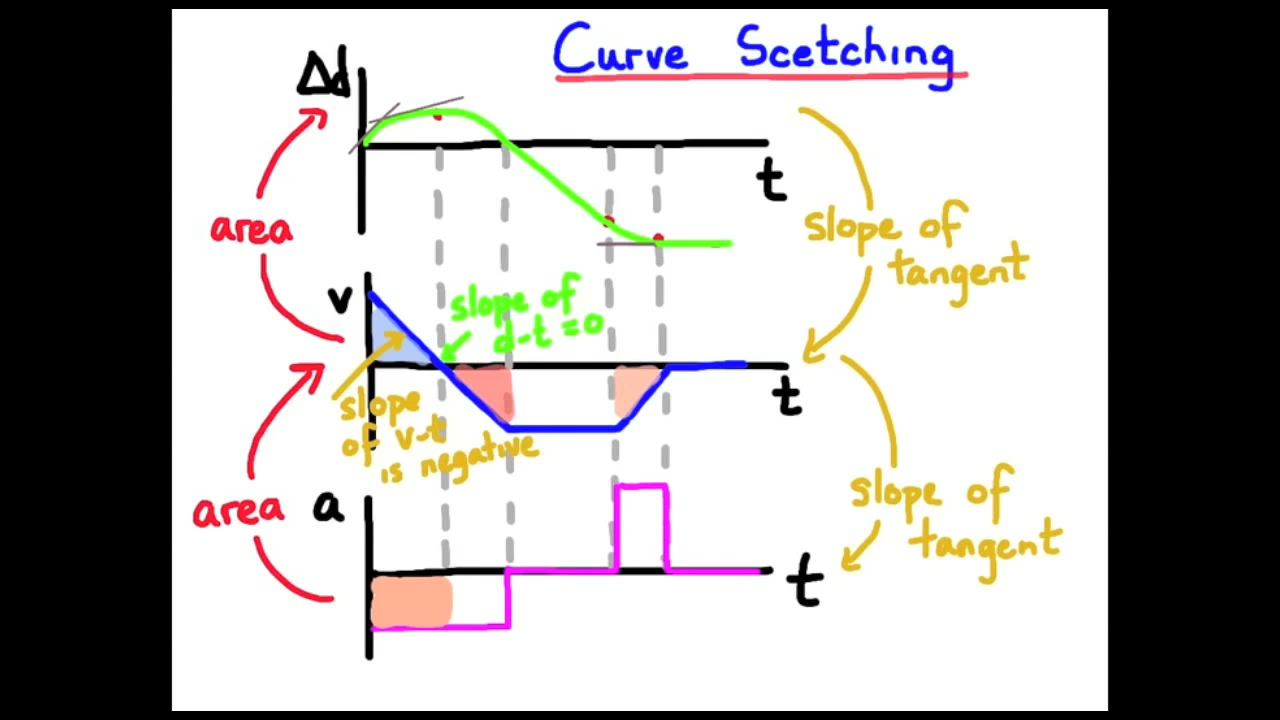 Curve Scetching
Δd
t
area
slope of
tangent
v
slope of
d-t = 0
t
slope
of v-t
is negative
area
a
slope of
tangent
t